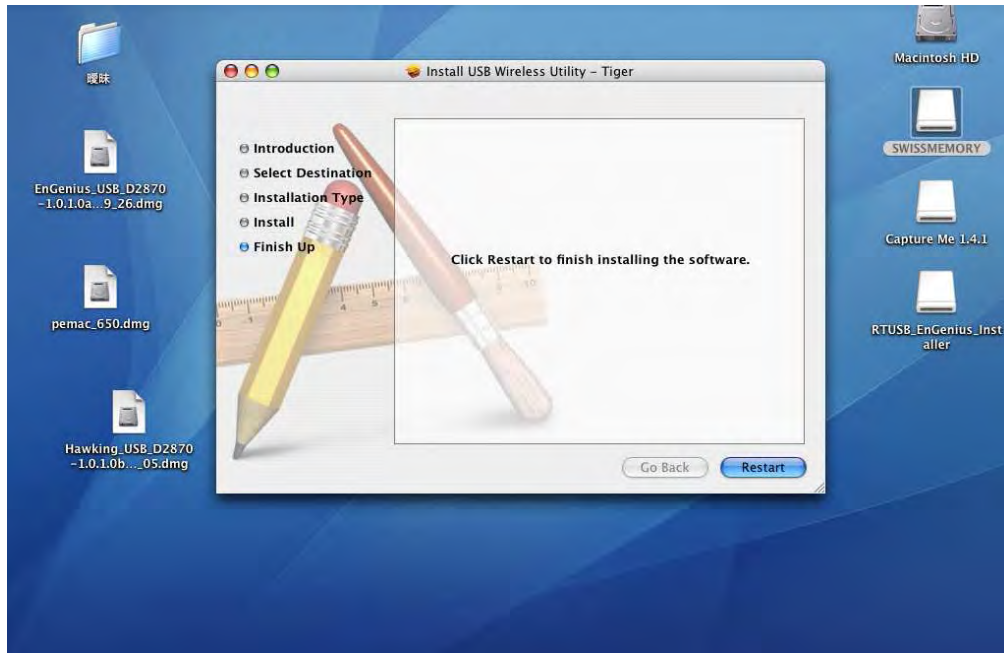 曖昧
EnGenius_USB_D2870
-1.0.1.0a...9_26.dmg
pemac_650.dmg
Hawking_USB_D2870
-1.0.1.0b..._05.dmg
Install USB Wireless Utility – Tiger
Introduction
Select Destination
Installation Type
Install
Finish Up
Click Restart to finish installing the software.
Go Back
Restart
Macintosh HD
SWISSMEMORY
Capture Me 1.4.1
RTUSB_EnGenius_Inst
aller